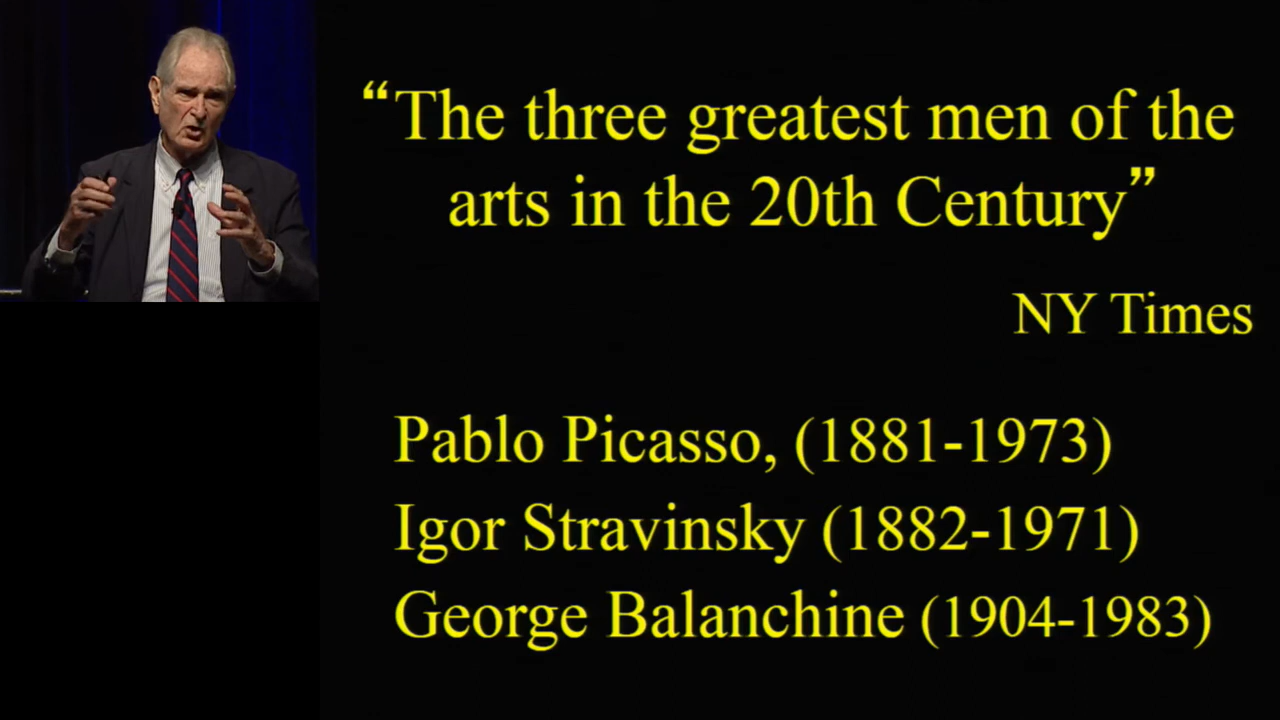 “The three greatest men of the
arts in the 20th Century”
NY Times
Pablo Picasso, (1881-1973)
Igor Stravinsky (1882-1971)
George Balanchine (1904-1983)